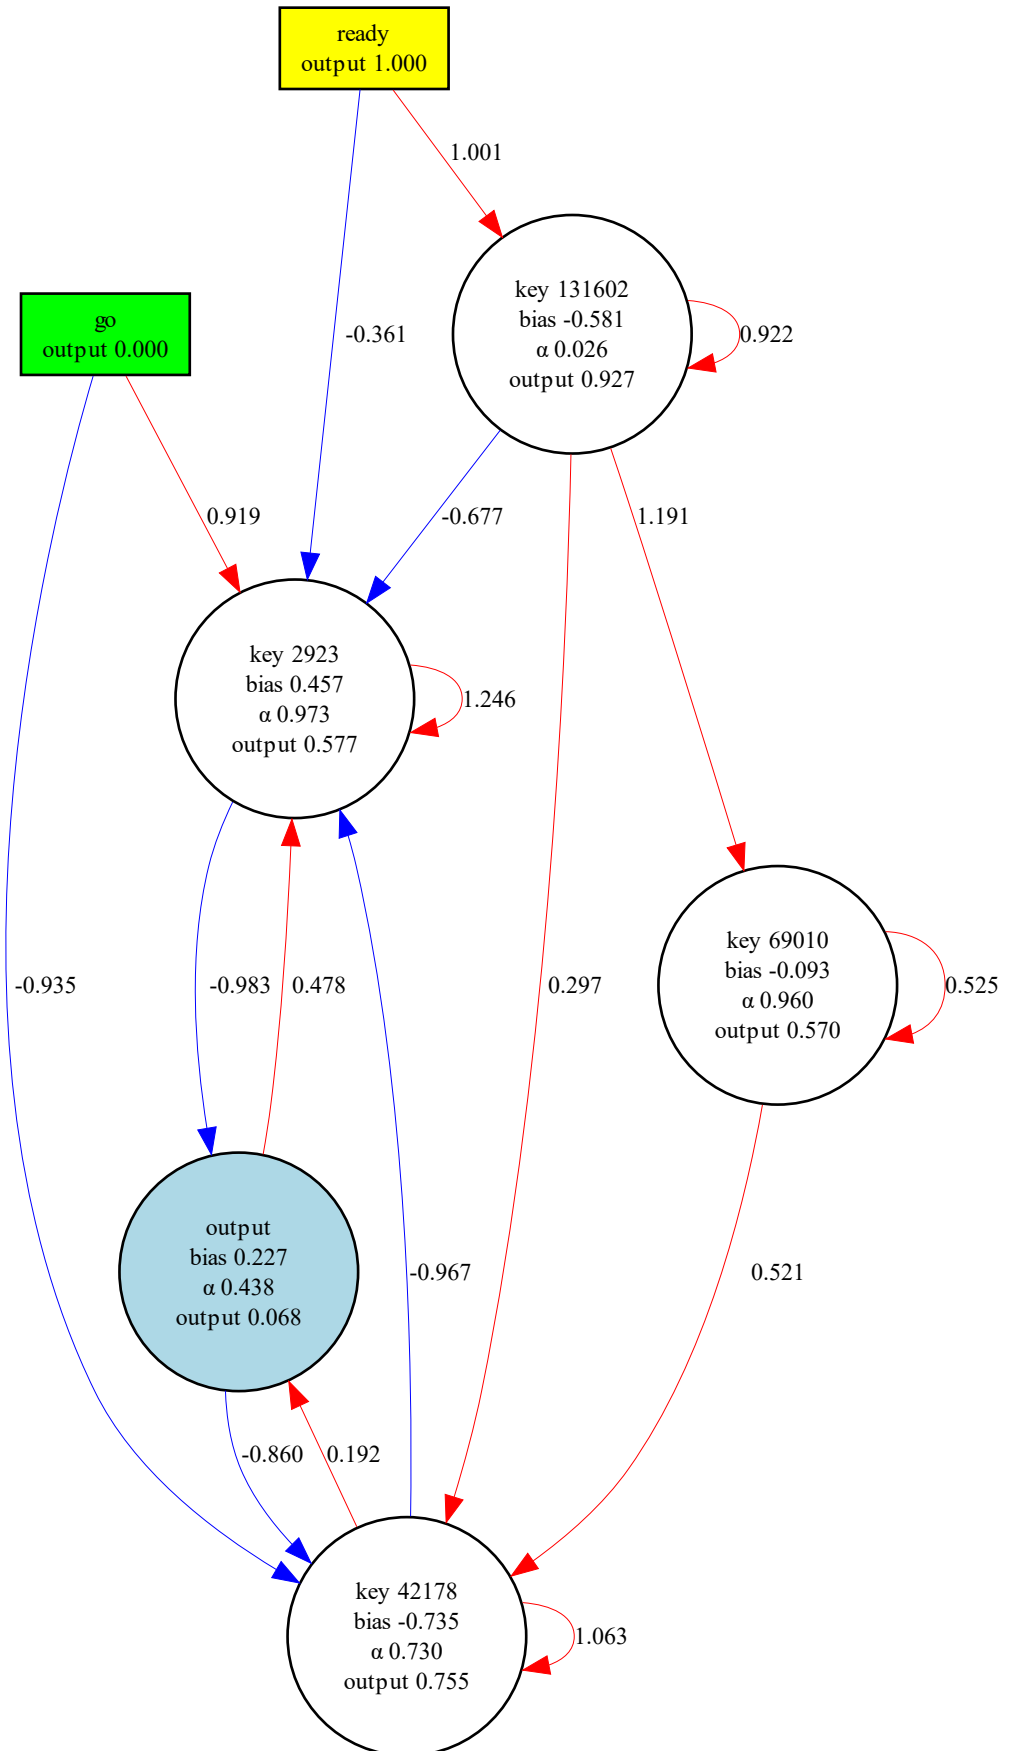 ready
output 1.000
1.001
key 131602
bias -0.581
α 0.026
output 0.927
0.922
go
output 0.000
-0.361
0.919
-0.677
1.191
key 2923
bias 0.457
α 0.973
output 0.577
1.246
key 69010
bias -0.093
α 0.960
output 0.570
0.525
-0.935
-0.983
0.478
0.297
output
bias 0.227
α 0.438
output 0.068
-0.967
0.521
-0.860
0.192
key 42178
bias -0.735
α 0.730
output 0.755
1.063